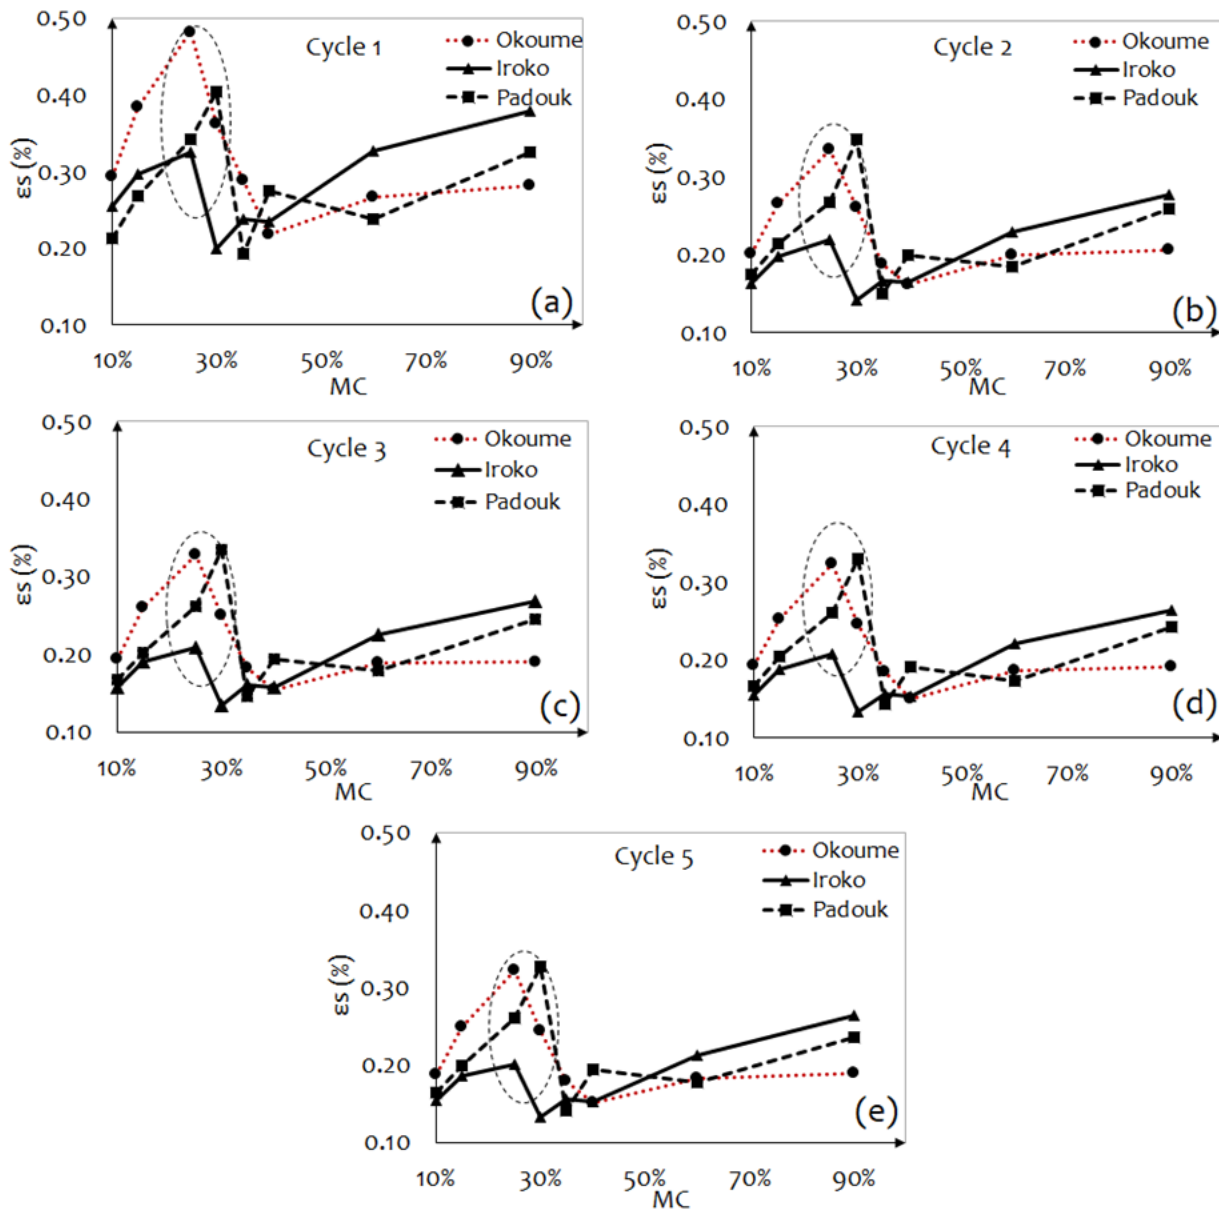 Cycle 1
Okoume
Iroko
Padouk
0.50
0.40
0.30
0.20
0.10
εs (%)
(a)
10% 30% 50% 70% 90%
MC
Cycle 2
Okoume
Iroko
Padouk
0.50
0.40
0.30
0.20
0.10
εs (%)
(b)
10% 30% 50% 70% 90%
MC
Cycle 3
Okoume
Iroko
Padouk
0.50
0.40
0.30
0.20
0.10
εs (%)
(c)
10% 30% 50% 70% 90%
MC
Cycle 4
Okoume
Iroko
Padouk
0.50
0.40
0.30
0.20
0.10
εs (%)
(d)
10% 30% 50% 70% 90%
MC
Cycle 5
Okoume
Iroko
Padouk
0.50
0.40
0.30
0.20
0.10
εs (%)
(e)
10% 30% 50% 70% 90%
MC